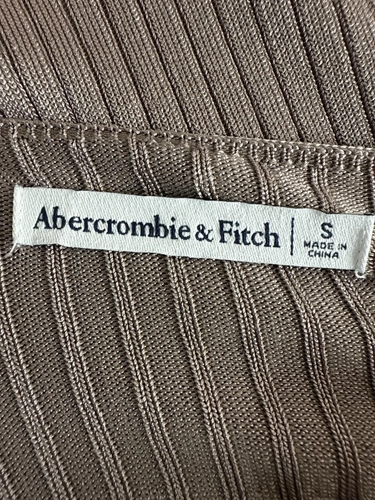 Abercrombie & Fitch | S
MADE IN
CHINA